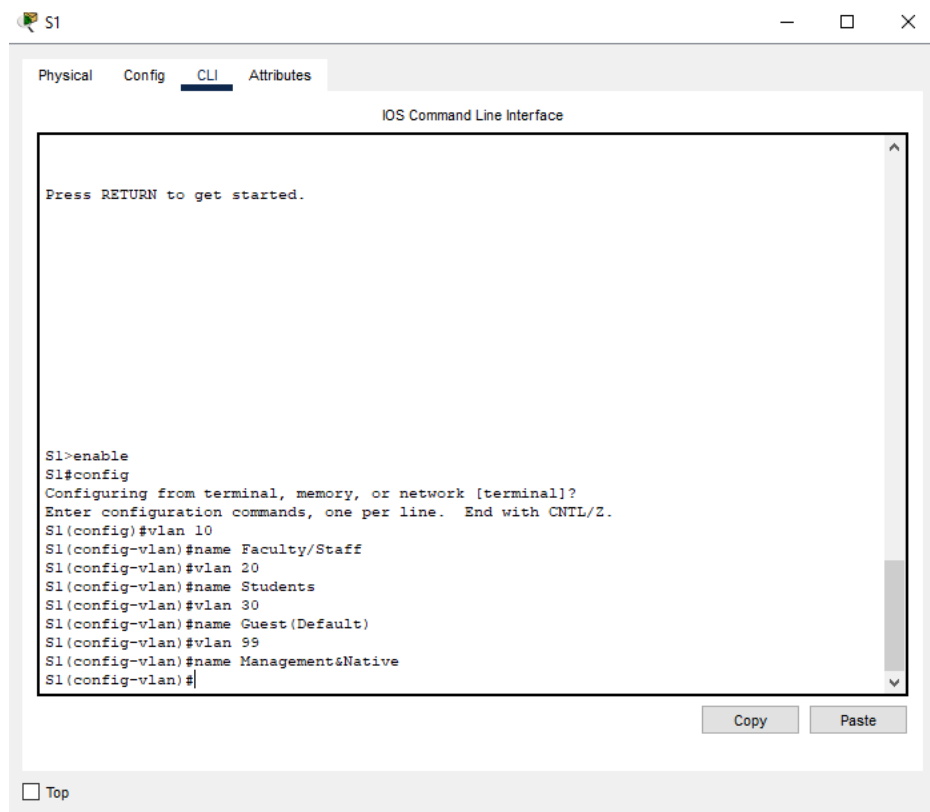 S1
Physical Config CLI Attributes
IOS Command Line Interface
Press RETURN to get started.
S1>enable
S1#config
Configuring from terminal, memory, or network [terminal]?
Enter configuration commands, one per line.  End with CNTL/Z.
S1(config)#vlan 10
S1(config-vlan)#name Faculty/Staff
S1(config-vlan)#vlan 20
S1(config-vlan)#name Students
S1(config-vlan)#vlan 30
S1(config-vlan)#name Guest(Default)
S1(config-vlan)#vlan 99
S1(config-vlan)#name Management&Native
S1(config-vlan)#
Copy Paste
Top